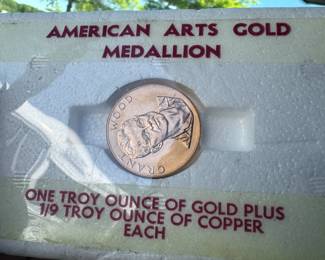 AMERICAN ARTS GOLD
MEDALLION
GRANT WOOD
ONE TROY OUNCE OF GOLD PLUS
1/9 TROY OUNCE OF COPPER
EACH